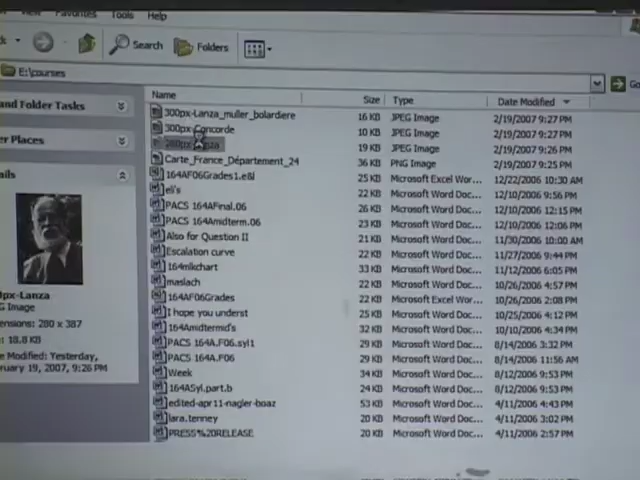 View Favorites Tools Help
Search Folders
E:\courses
Go
and Folder Tasks
er Places
ails
px-Lanza
G Image
ensions: 280 x 387
: 18.8 KB
e Modified: Yesterday,
ruary 19, 2007, 9:26 PM
Name Size Type Date Modified
300px-Lanza_muller_bolardiere 16 KB JPEG Image 2/19/2007 9:27 PM
300px-Concorde 10 KB JPEG Image 2/19/2007 9:27 PM
280px-Lanza 19 KB JPEG Image 2/19/2007 9:26 PM
Carte_France_Département_24 36 KB PNG Image 2/19/2007 9:25 PM
164AF06Grades1.e&l 25 KB Microsoft Excel Wor... 12/22/2006 10:30 AM
eli's 22 KB Microsoft Word Doc... 12/10/2006 9:56 PM
PACS 164AFinal.06 26 KB Microsoft Word Doc... 12/10/2006 12:15 PM
PACS 164Amidterm.06 23 KB Microsoft Word Doc... 12/10/2006 12:06 PM
Also for Question II 21 KB Microsoft Word Doc... 11/30/2006 10:00 AM
Escalation curve 22 KB Microsoft Word Doc... 11/27/2006 9:44 PM
164mlkchart 33 KB Microsoft Word Doc... 11/12/2006 6:05 PM
maslach 22 KB Microsoft Word Doc... 10/26/2006 4:57 PM
164AF06Grades 22 KB Microsoft Excel Wor... 10/26/2006 2:08 PM
I hope you underst 25 KB Microsoft Word Doc... 10/25/2006 4:12 PM
164Amdtermd's 32 KB Microsoft Word Doc... 10/10/2006 4:34 PM
PACS 164A.F06.syl1 29 KB Microsoft Word Doc... 8/14/2006 3:32 PM
PACS 164A.F06 29 KB Microsoft Word Doc... 8/14/2006 11:56 AM
Week 34 KB Microsoft Word Doc... 8/12/2006 9:53 PM
164ASyl.part.b 24 KB Microsoft Word Doc... 8/12/2006 9:53 PM
edited-apr11-nagler-boaz 53 KB Microsoft Word Doc... 4/11/2006 4:43 PM
lara.tenney 20 KB Microsoft Word Doc... 4/11/2006 3:02 PM
PRESS%20RELEASE 20 KB Microsoft Word Doc... 4/11/2006 2:57 PM